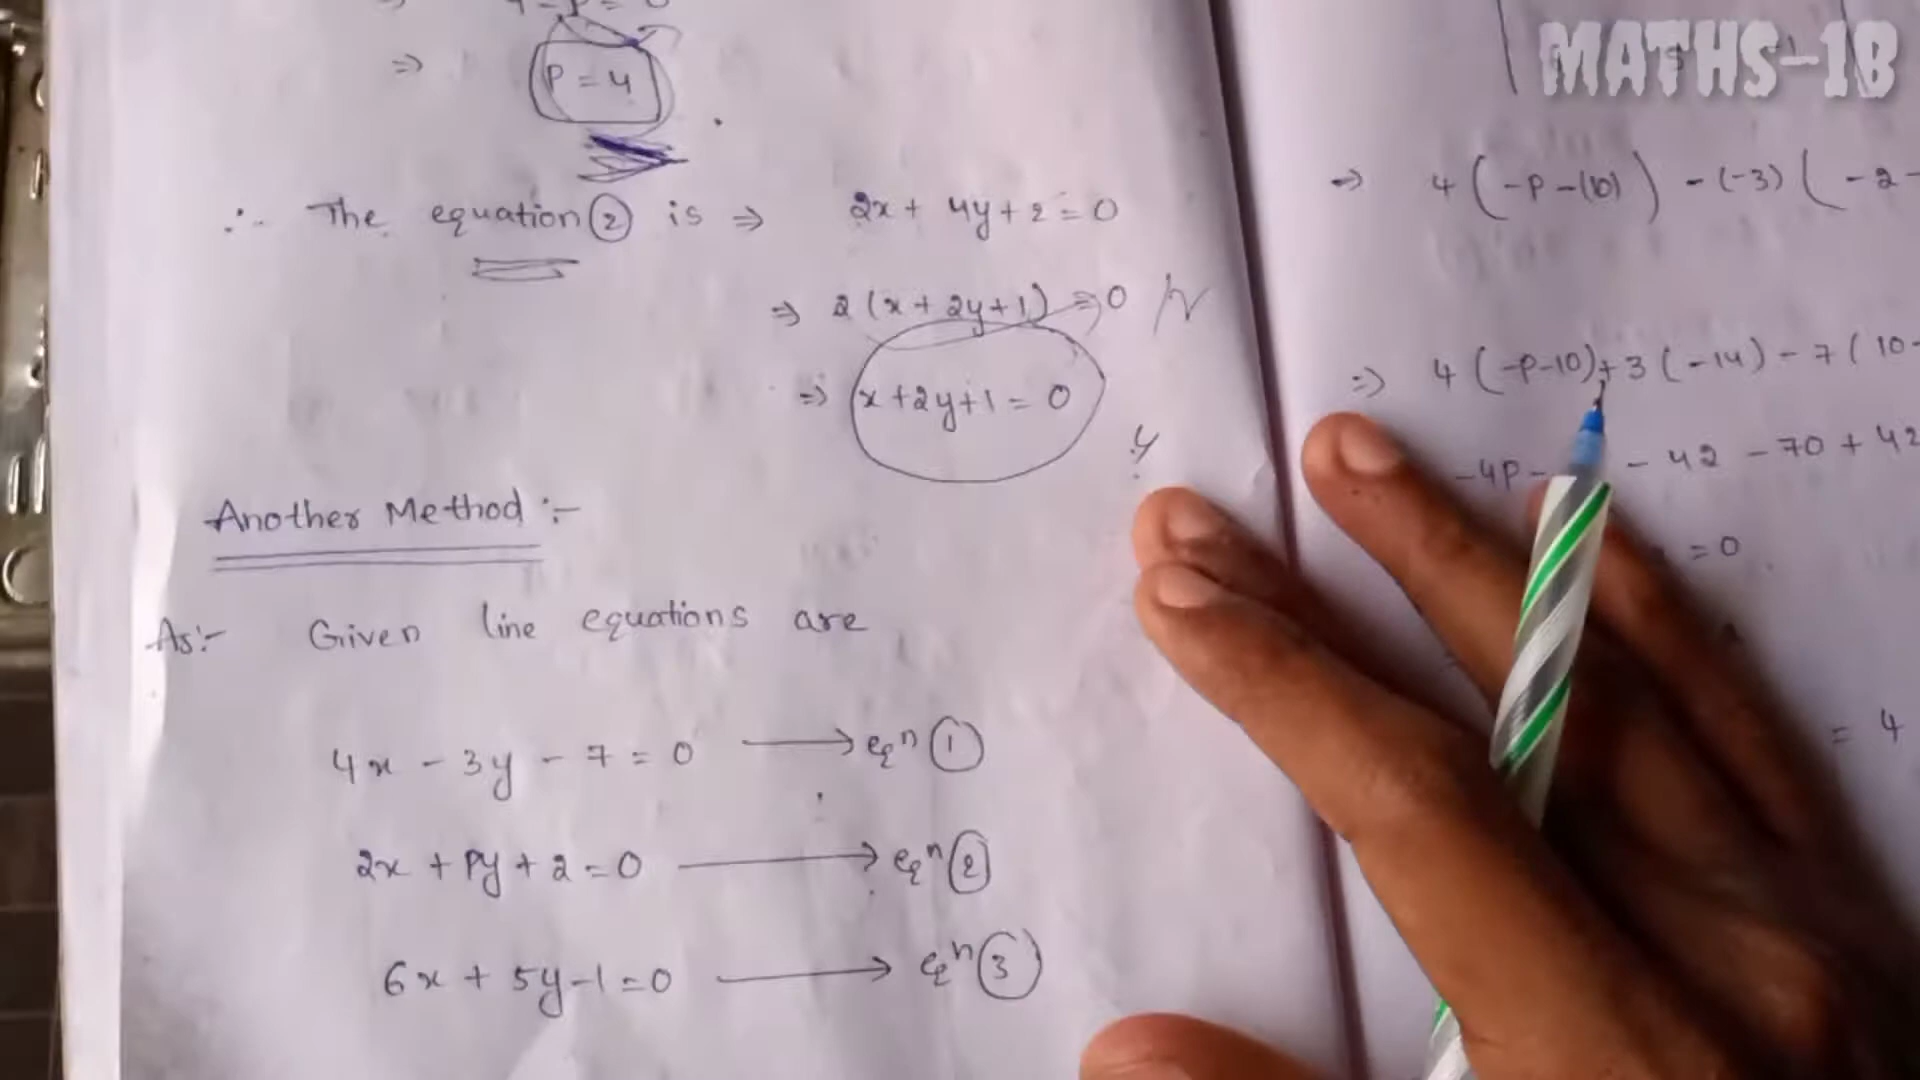 ⇒ P = 4
∴ The equation ② is ⇒ 2x + 4y + 2 = 0
⇒ 2 (x + 2y + 1) = 0
⇒ x + 2y + 1 = 0
Another Method :-
As:- Given line equations are
4x - 3y - 7 = 0 ⟶ eqⁿ ①
2x + Py + 2 = 0 ⟶ eqⁿ ②
6x + 5y - 1 = 0 ⟶ eqⁿ ③
MATHS-1B
⇒ 4 (-P - (10)) - (-3) ( -2 -
⇒ 4 (-P-10) + 3 (-14) - 7 ( 10 -
-4P - - 42 - 70 + 42
= 0
= 4